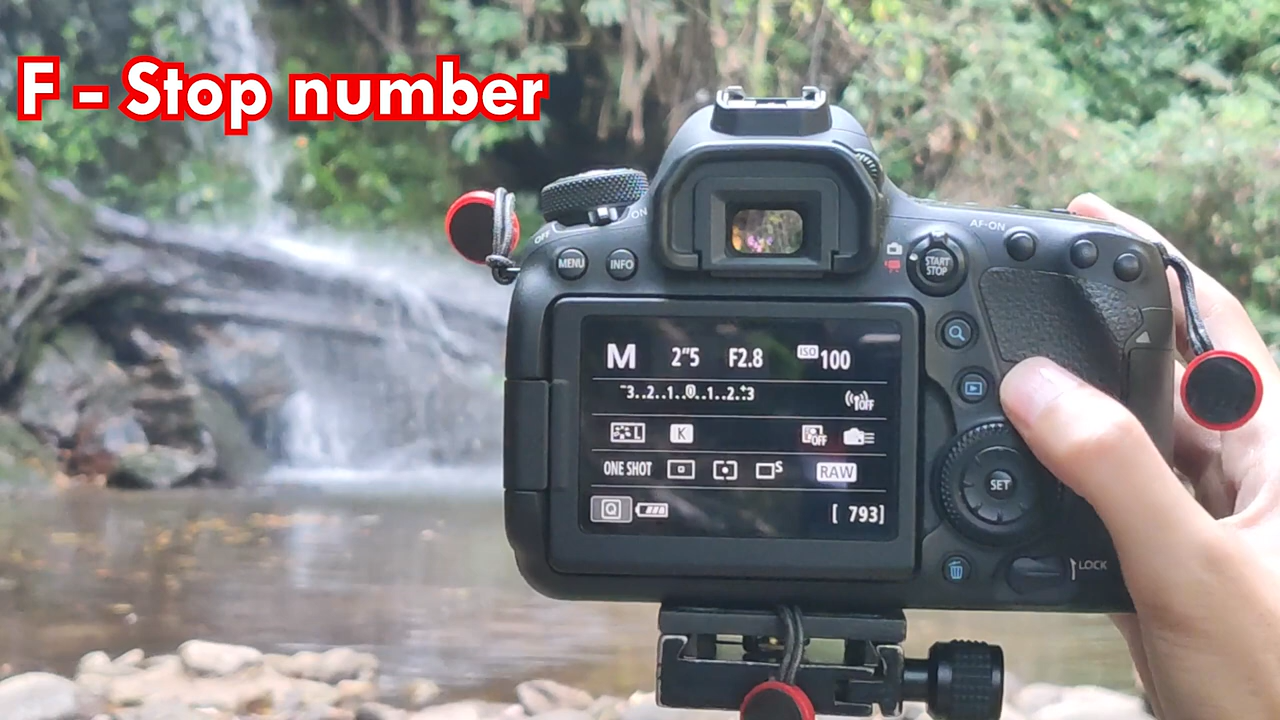 F - Stop number
ON
OFF
AF-ON
MENU
INFO
START
STOP
M 2"5 F2.8 ISO 100
-3..2..1..0..1..2.+3
OFF
L K OFF
ONE SHOT S RAW
SET
Q [ 793]
LOCK